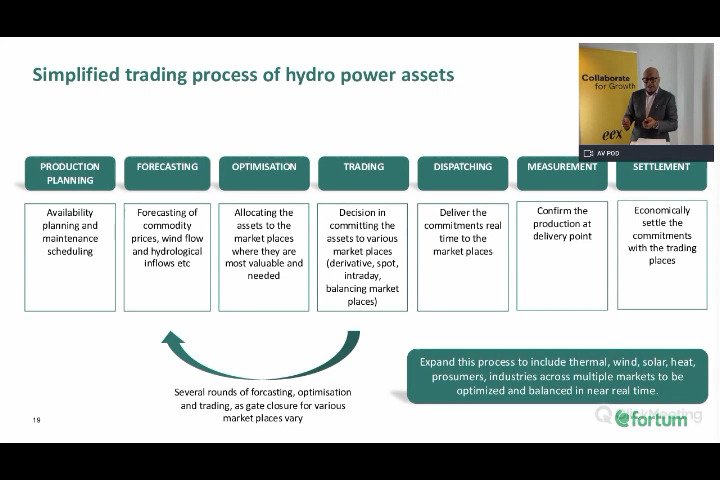 Simplified trading process of hydro power assets
Collaborate
for Growth
eex
AV POD
PRODUCTION
PLANNING
FORECASTING
OPTIMISATION
TRADING
DISPATCHING
MEASUREMENT
SETTLEMENT
Availability
planning and
maintenance
scheduling
Forecasting of
commodity
prices, wind flow
and hydrological
inflows etc
Allocating the
assets to the
market places
where they are
most valuable and
needed
Decision in
committing the
assets to various
market places
(derivative, spot,
intraday,
balancing market
places)
Deliver the
commitments real
time to the
market places
Confirm the
production at
delivery point
Economically
settle the
commitments
with the trading
places
Several rounds of forcasting, optimisation
and trading, as gate closure for various
market places vary
Expand this process to include thermal, wind, solar, heat,
prosumers, industries across multiple markets to be
optimized and balanced in near real time.
ClickMeeting
fortum
19